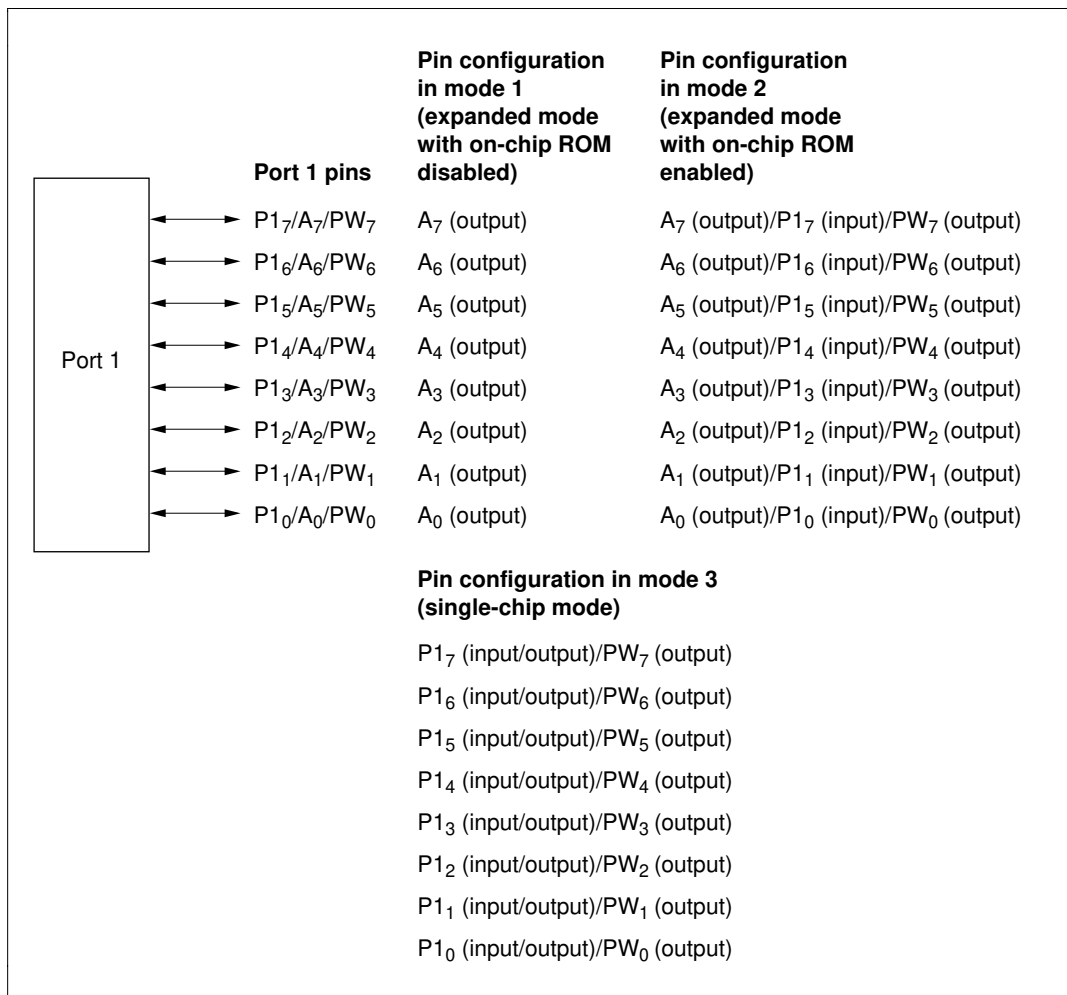 Pin configuration
in mode 1
(expanded mode
with on-chip ROM
disabled)
Pin configuration
in mode 2
(expanded mode
with on-chip ROM
enabled)
Port 1 pins
Port 1
P1₇/A₇/PW₇ A₇ (output) A₇ (output)/P1₇ (input)/PW₇ (output)
P1₆/A₆/PW₆ A₆ (output) A₆ (output)/P1₆ (input)/PW₆ (output)
P1₅/A₅/PW₅ A₅ (output) A₅ (output)/P1₅ (input)/PW₅ (output)
P1₄/A₄/PW₄ A₄ (output) A₄ (output)/P1₄ (input)/PW₄ (output)
P1₃/A₃/PW₃ A₃ (output) A₃ (output)/P1₃ (input)/PW₃ (output)
P1₂/A₂/PW₂ A₂ (output) A₂ (output)/P1₂ (input)/PW₂ (output)
P1₁/A₁/PW₁ A₁ (output) A₁ (output)/P1₁ (input)/PW₁ (output)
P1₀/A₀/PW₀ A₀ (output) A₀ (output)/P1₀ (input)/PW₀ (output)
Pin configuration in mode 3
(single-chip mode)
P1₇ (input/output)/PW₇ (output)
P1₆ (input/output)/PW₆ (output)
P1₅ (input/output)/PW₅ (output)
P1₄ (input/output)/PW₄ (output)
P1₃ (input/output)/PW₃ (output)
P1₂ (input/output)/PW₂ (output)
P1₁ (input/output)/PW₁ (output)
P1₀ (input/output)/PW₀ (output)